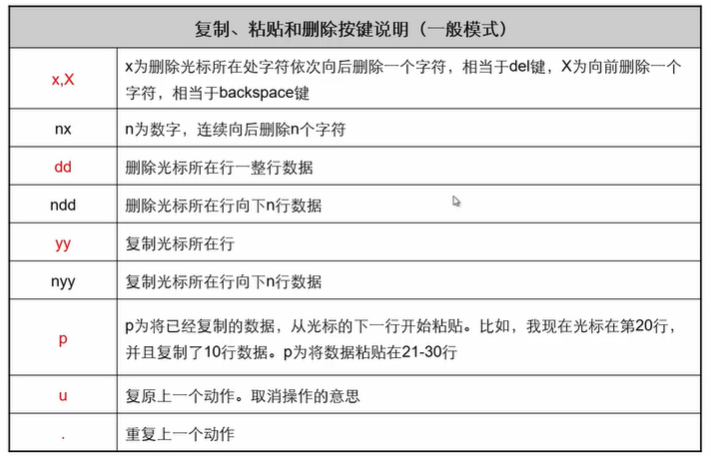 复制、粘贴和删除按键说明（一般模式）
x,X
x为删除光标所在处字符依次向后删除一个字符，相当于del键，X为向前删除一个
字符，相当于backspace键
nx
n为数字，连续向后删除n个字符
dd
删除光标所在行一整行数据
ndd
删除光标所在行向下n行数据
yy
复制光标所在行
nyy
复制光标所在行向下n行数据
p
p为将已经复制的数据，从光标的下一行开始粘贴。比如，我现在光标在第20行，
并且复制了10行数据。p为将数据粘贴在21-30行
u
复原上一个动作。取消操作的意思
.
重复上一个动作